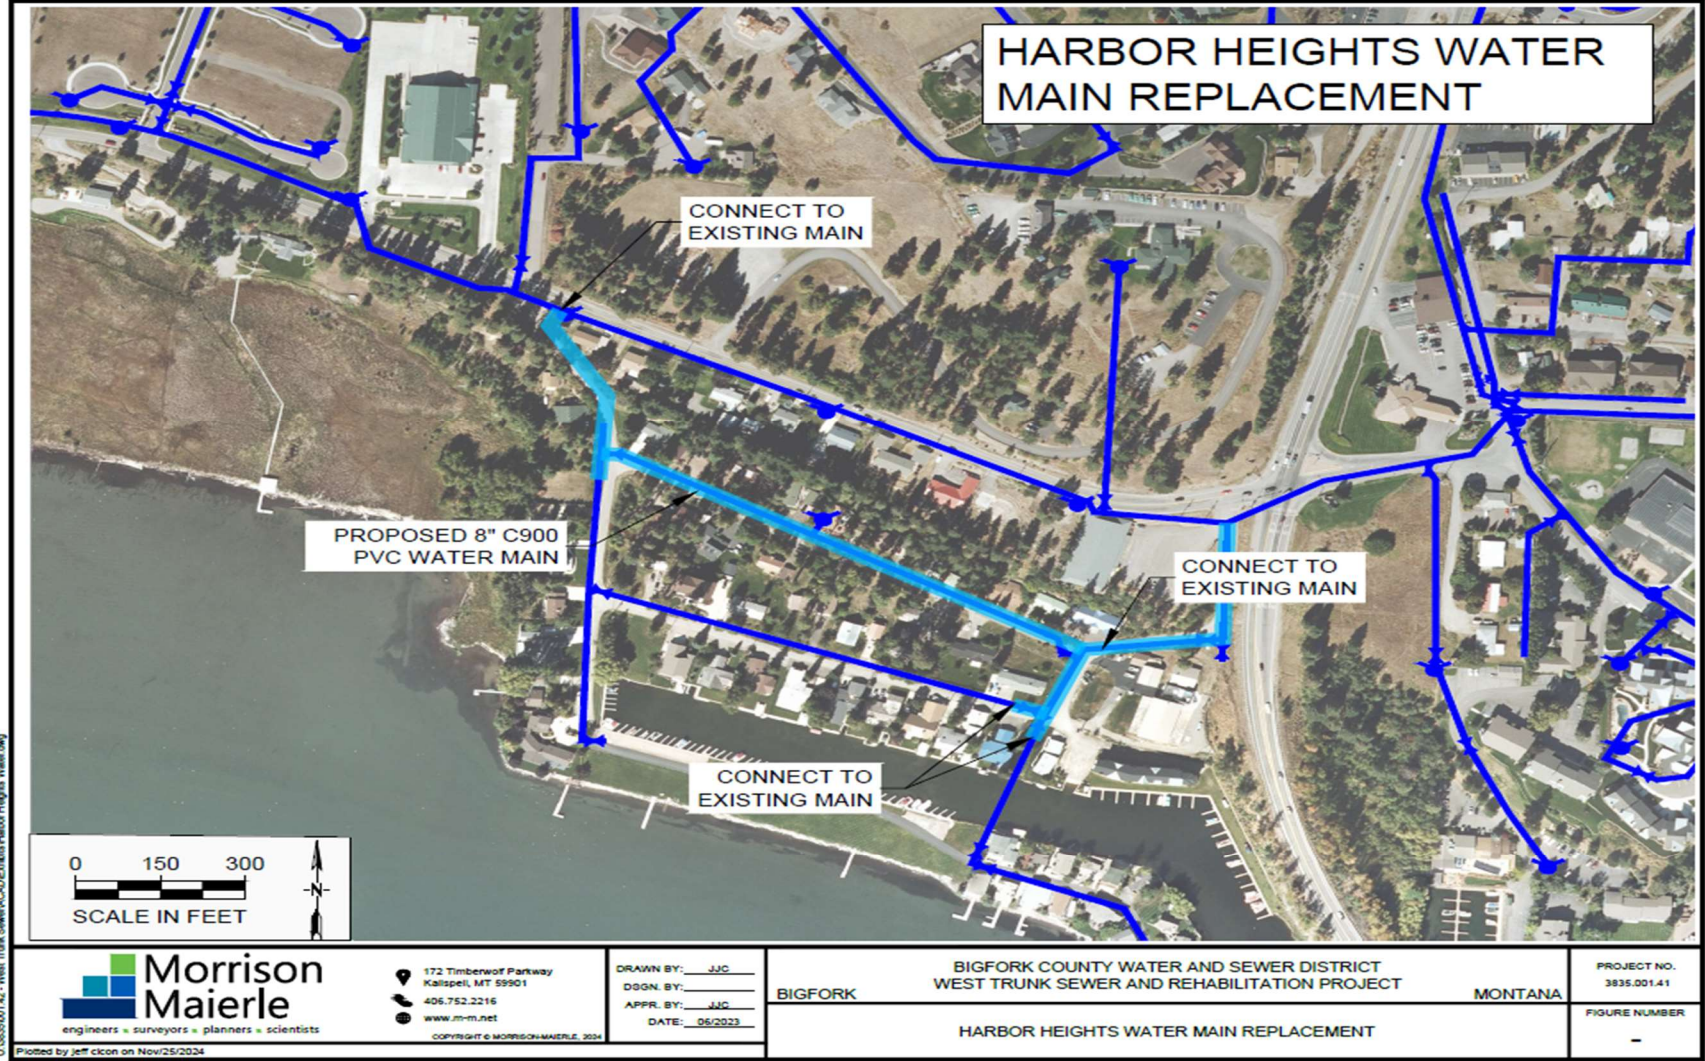 HARBOR HEIGHTS WATER
MAIN REPLACEMENT
CONNECT TO
EXISTING MAIN
PROPOSED 8" C900
PVC WATER MAIN
CONNECT TO
EXISTING MAIN
CONNECT TO
EXISTING MAIN
0 150 300
SCALE IN FEET
N
Morrison
Maierle
engineers surveyors planners scientists
172 Timberwolf Parkway
Kalispell, MT 59901
406.752.2216
www.m-m.net
COPYRIGHT © MORRISON-MAIERLE, 2024
Plotted by jeff cicon on Nov/25/2024
DRAWN BY: JJC
DSGN. BY:
APPR. BY: JJC
DATE: 06/2023
BIGFORK
BIGFORK COUNTY WATER AND SEWER DISTRICT
WEST TRUNK SEWER AND REHABILITATION PROJECT
MONTANA
HARBOR HEIGHTS WATER MAIN REPLACEMENT
PROJECT NO.
3835.001.41
FIGURE NUMBER
-